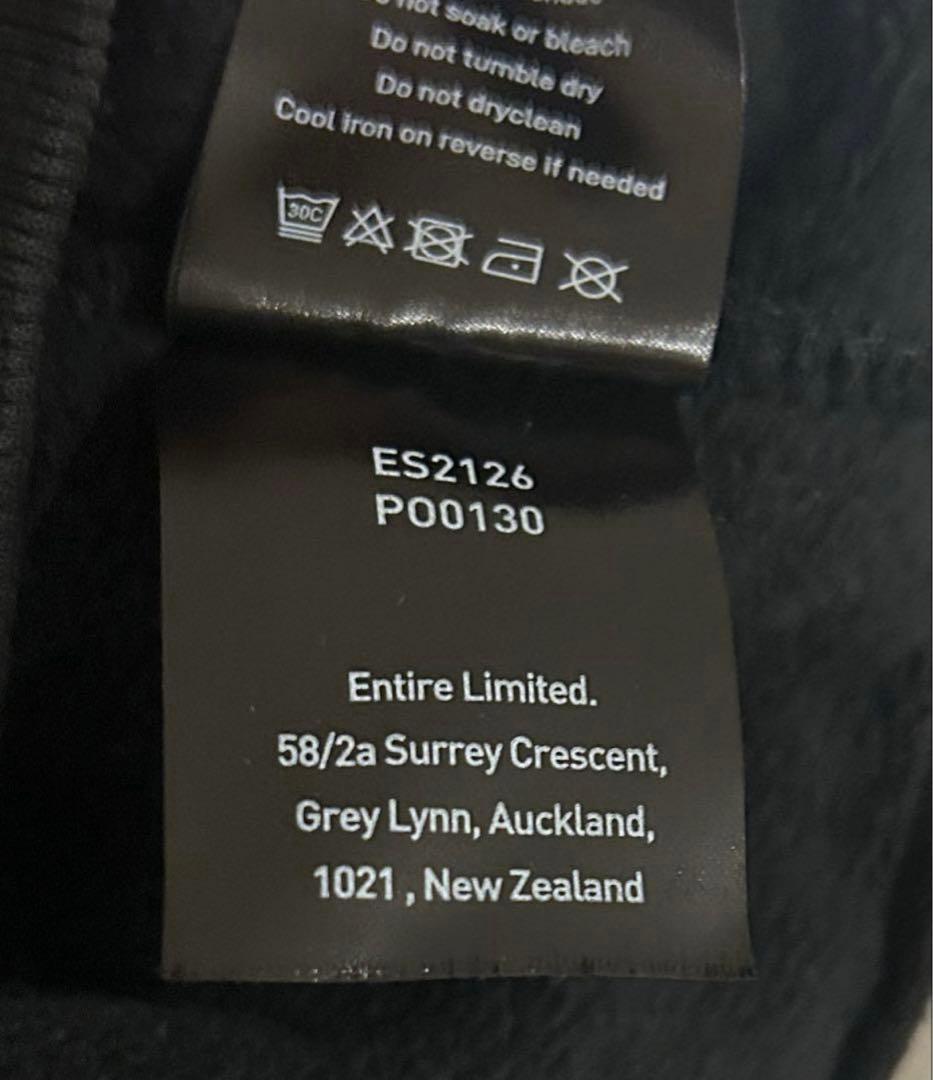 not soak or bleach
Do not tumble dry
Do not dryclean
Cool iron on reverse if needed
30C
ES2126
PO0130
Entire Limited.
58/2a Surrey Crescent,
Grey Lynn, Auckland,
1021 , New Zealand